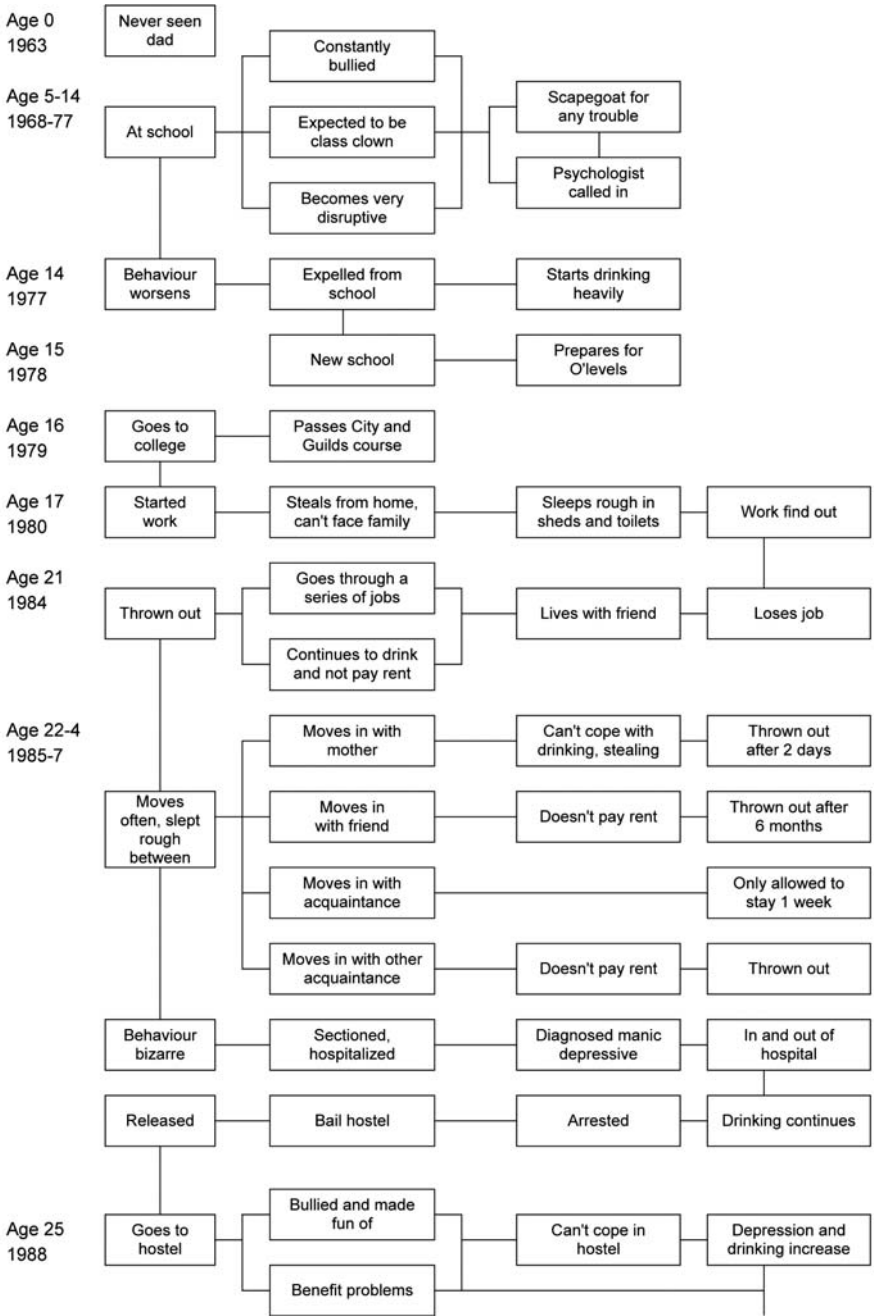 Age 0
1963
Never seen
dad
Constantly
bullied
Age 5-14
1968-77
At school
Expected to be
class clown
Scapegoat for
any trouble
Becomes very
disruptive
Psychologist
called in
Age 14
1977
Behaviour
worsens
Expelled from
school
Starts drinking
heavily
Age 15
1978
New school
Prepares for
O'levels
Age 16
1979
Goes to
college
Passes City and
Guilds course
Age 17
1980
Started
work
Steals from home,
can't face family
Sleeps rough in
sheds and toilets
Work find out
Age 21
1984
Thrown out
Goes through a
series of jobs
Continues to drink
and not pay rent
Lives with friend
Loses job
Age 22-4
1985-7
Moves in with
mother
Can't cope with
drinking, stealing
Thrown out
after 2 days
Moves
often, slept
rough
between
Moves in
with friend
Doesn't pay rent
Thrown out after
6 months
Moves in with
acquaintance
Only allowed to
stay 1 week
Moves in with other
acquaintance
Doesn't pay rent
Thrown out
Behaviour
bizarre
Sectioned,
hospitalized
Diagnosed manic
depressive
In and out of
hospital
Released
Bail hostel
Arrested
Drinking continues
Age 25
1988
Goes to
hostel
Bullied and made
fun of
Benefit problems
Can't cope in
hostel
Depression and
drinking increase